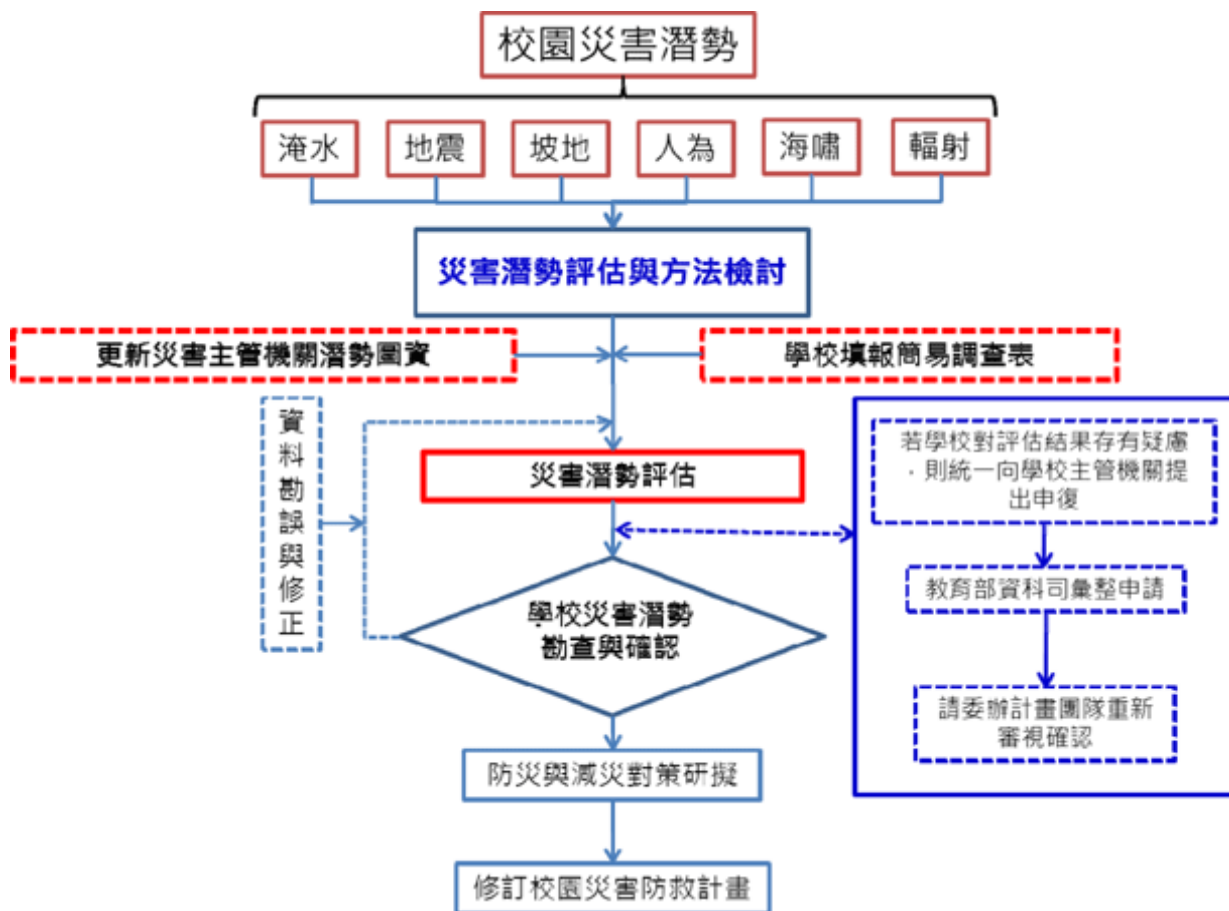 校園災害潛勢
淹水
地震
坡地
人為
海嘯
輻射
災害潛勢評估與方法檢討
更新災害主管機關潛勢圖資
學校填報簡易調查表
資料勘誤與修正
災害潛勢評估
若學校對評估結果存有疑慮
，則統一向學校主管機關提
出申復
教育部資科司彙整申請
學校災害潛勢
勘查與確認
請委辦計畫團隊重新
審視確認
防災與減災對策研擬
修訂校園災害防救計畫